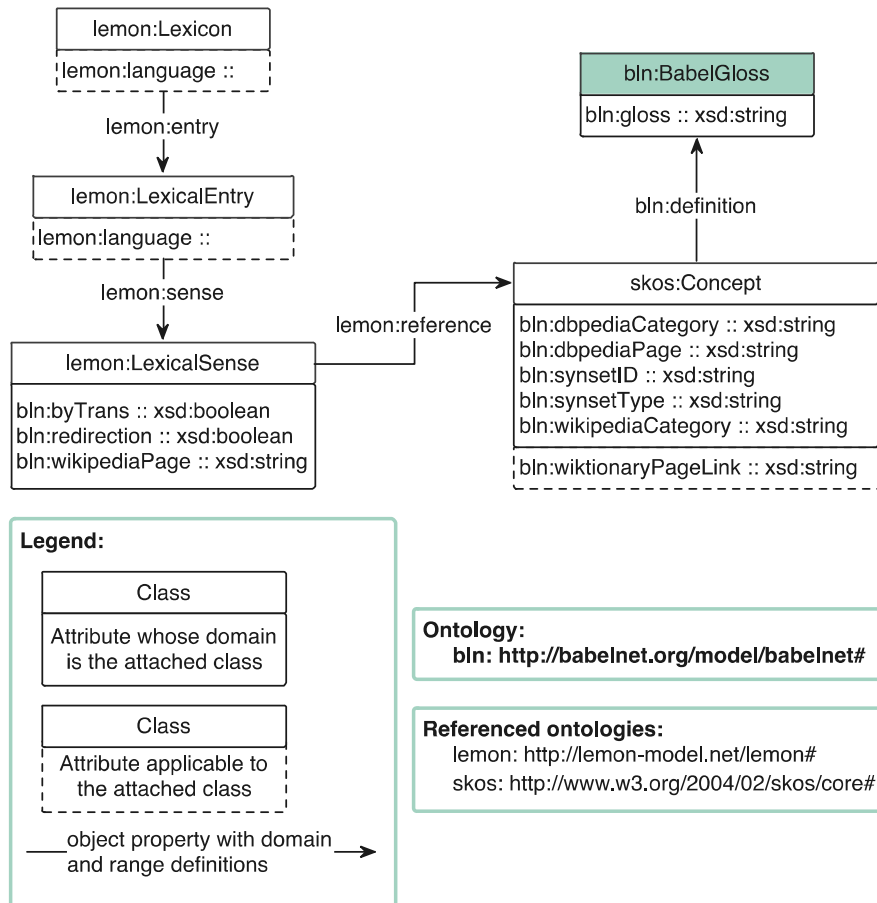 lemon:Lexicon
lemon:language ::
lemon:entry
lemon:LexicalEntry
lemon:language ::
lemon:sense
lemon:LexicalSense
bln:byTrans :: xsd:boolean
bln:redirection :: xsd:boolean
bln:wikipediaPage :: xsd:string
lemon:reference
bln:BabelGloss
bln:gloss :: xsd:string
bln:definition
skos:Concept
bln:dbpediaCategory :: xsd:string
bln:dbpediaPage :: xsd:string
bln:synsetID :: xsd:string
bln:synsetType :: xsd:string
bln:wikipediaCategory :: xsd:string
bln:wiktionaryPageLink :: xsd:string
Legend:
Class
Attribute whose domain
is the attached class
Class
Attribute applicable to
the attached class
object property with domain
and range definitions
Ontology:
bln: http://babelnet.org/model/babelnet#
Referenced ontologies:
lemon: http://lemon-model.net/lemon#
skos: http://www.w3.org/2004/02/skos/core#